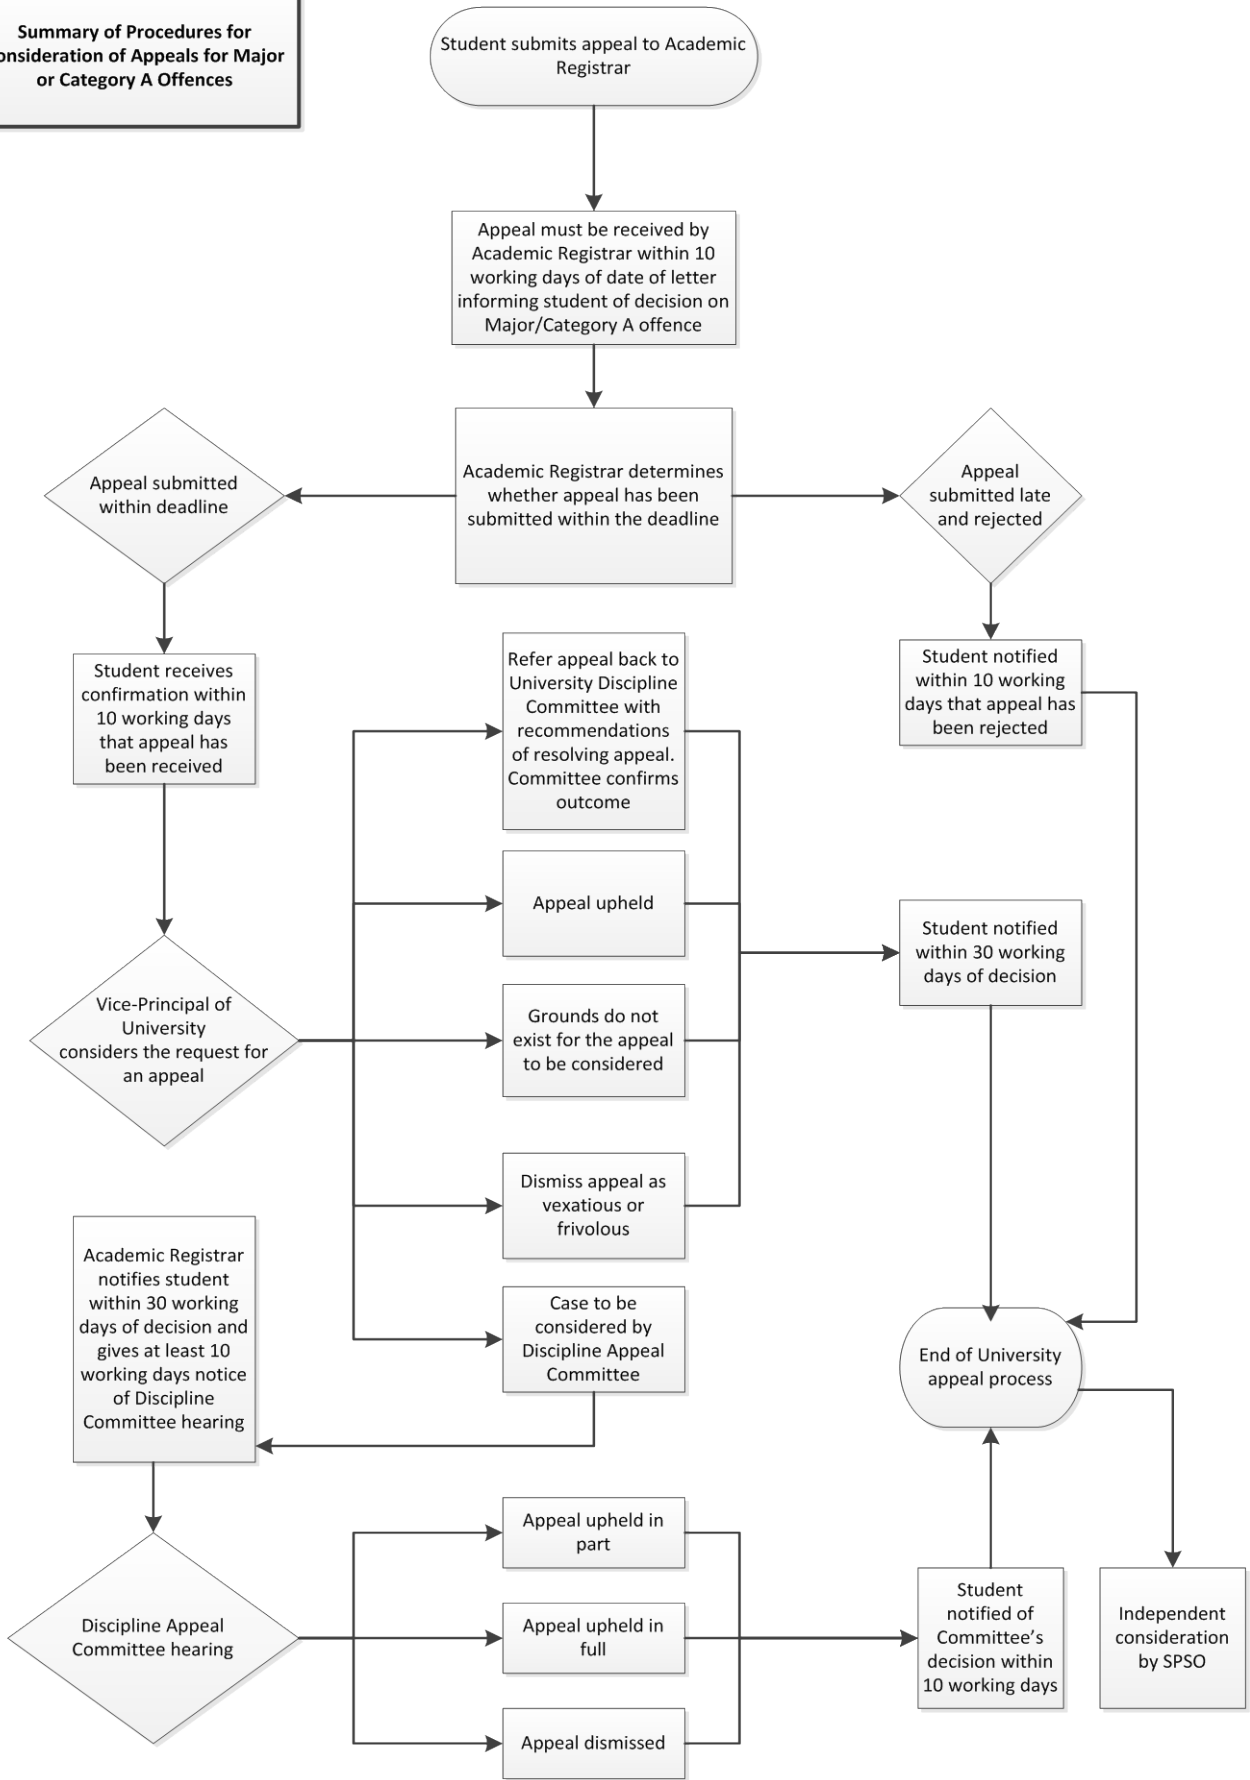 Summary of Procedures for
onsideration of Appeals for Major
or Category A Offences
Student submits appeal to Academic
Registrar
Appeal must be received by
Academic Registrar within 10
working days of date of letter
informing student of decision on
Major/Category A offence
Appeal submitted
within deadline
Academic Registrar determines
whether appeal has been
submitted within the deadline
Appeal
submitted late
and rejected
Student receives
confirmation within
10 working days
that appeal has
been received
Refer appeal back to
University Discipline
Committee with
recommendations
of resolving appeal.
Committee confirms
outcome
Student notified
within 10 working
days that appeal has
been rejected
Appeal upheld
Student notified
within 30 working
days of decision
Vice-Principal of
University
considers the request for
an appeal
Grounds do not
exist for the appeal
to be considered
Dismiss appeal as
vexatious or
frivolous
Academic Registrar
notifies student
within 30 working
days of decision and
gives at least 10
working days notice
of Discipline
Committee hearing
Case to be
considered by
Discipline Appeal
Committee
End of University
appeal process
Appeal upheld in
part
Discipline Appeal
Committee hearing
Appeal upheld in
full
Appeal dismissed
Student
notified of
Committee’s
decision within
10 working days
Independent
consideration
by SPSO